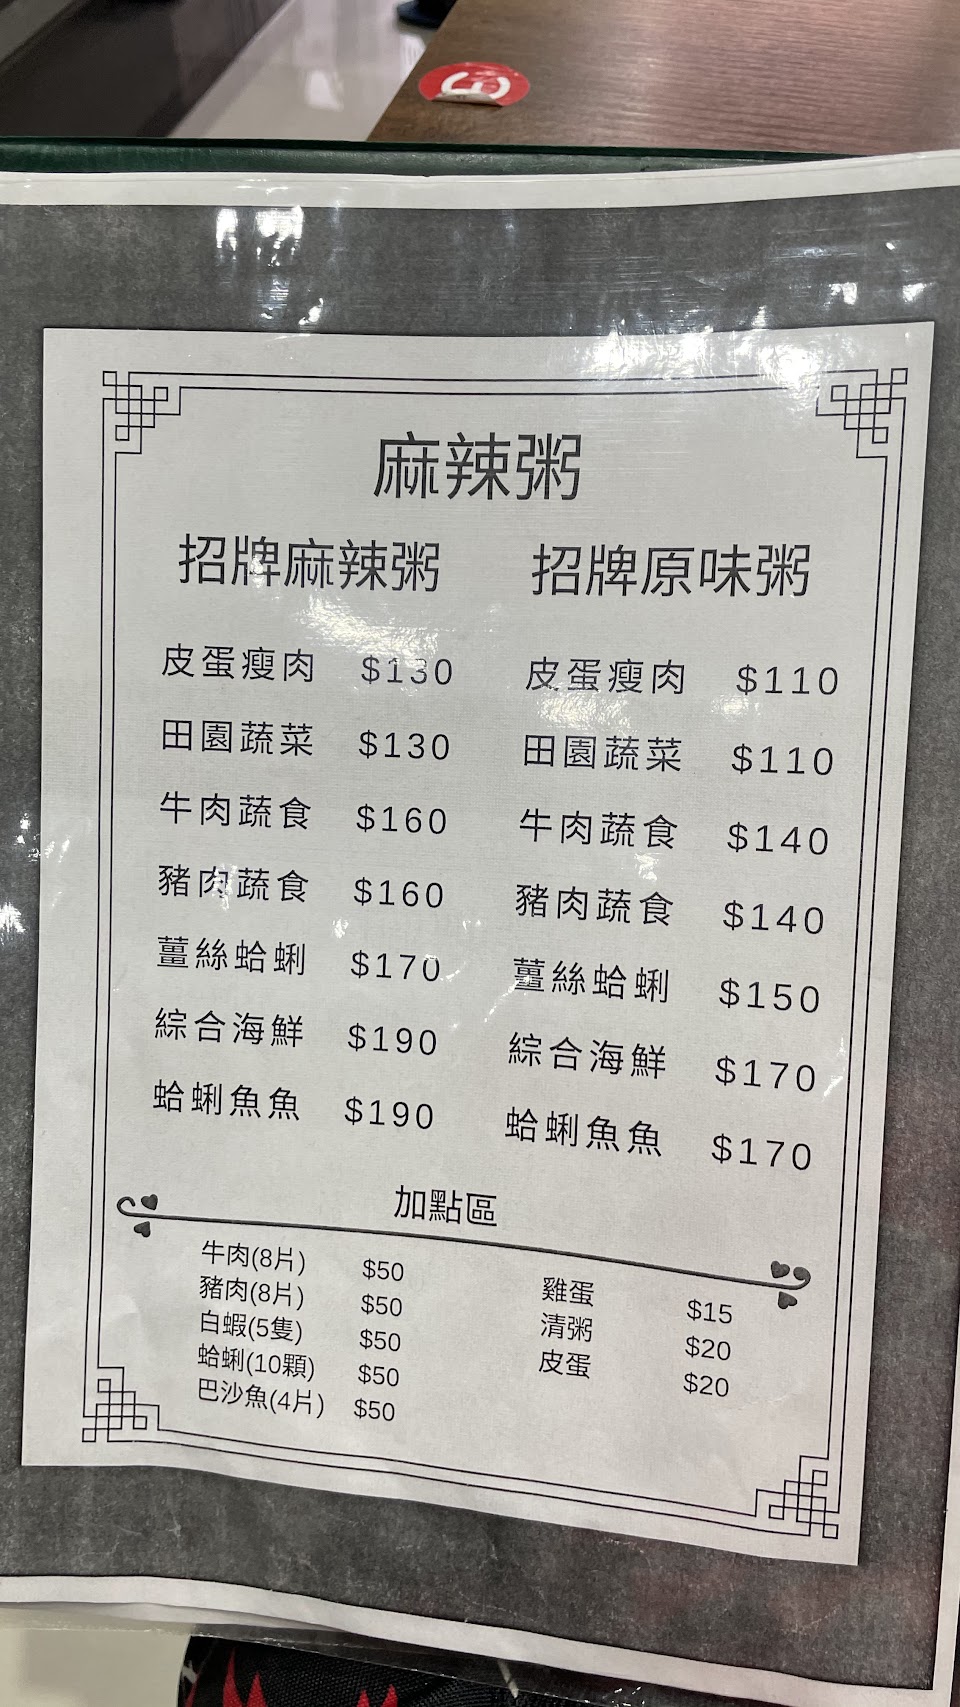 麻辣粥
招牌麻辣粥
皮蛋瘦肉 $130
田園蔬菜 $130
牛肉蔬食 $160
豬肉蔬食 $160
薑絲蛤蜊 $170
綜合海鮮 $190
蛤蜊魚魚 $190
招牌原味粥
皮蛋瘦肉 $110
田園蔬菜 $110
牛肉蔬食 $140
豬肉蔬食 $140
薑絲蛤蜊 $150
綜合海鮮 $170
蛤蜊魚魚 $170
加點區
牛肉(8片) $50
豬肉(8片) $50
白蝦(5隻) $50
蛤蜊(10顆) $50
巴沙魚(4片) $50
雞蛋 $15
清粥 $20
皮蛋 $20